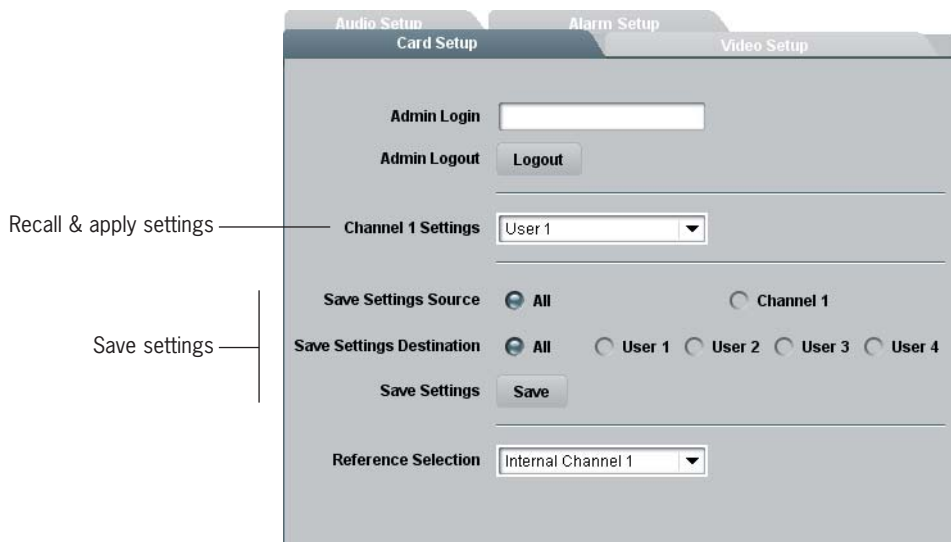 Audio Setup Alarm Setup
Card Setup Video Setup
Admin Login
Admin Logout Logout
Recall & apply settings Channel 1 Settings User 1
Save Settings Source All Channel 1
Save settings Save Settings Destination All User 1 User 2 User 3 User 4
Save Settings Save
Reference Selection Internal Channel 1